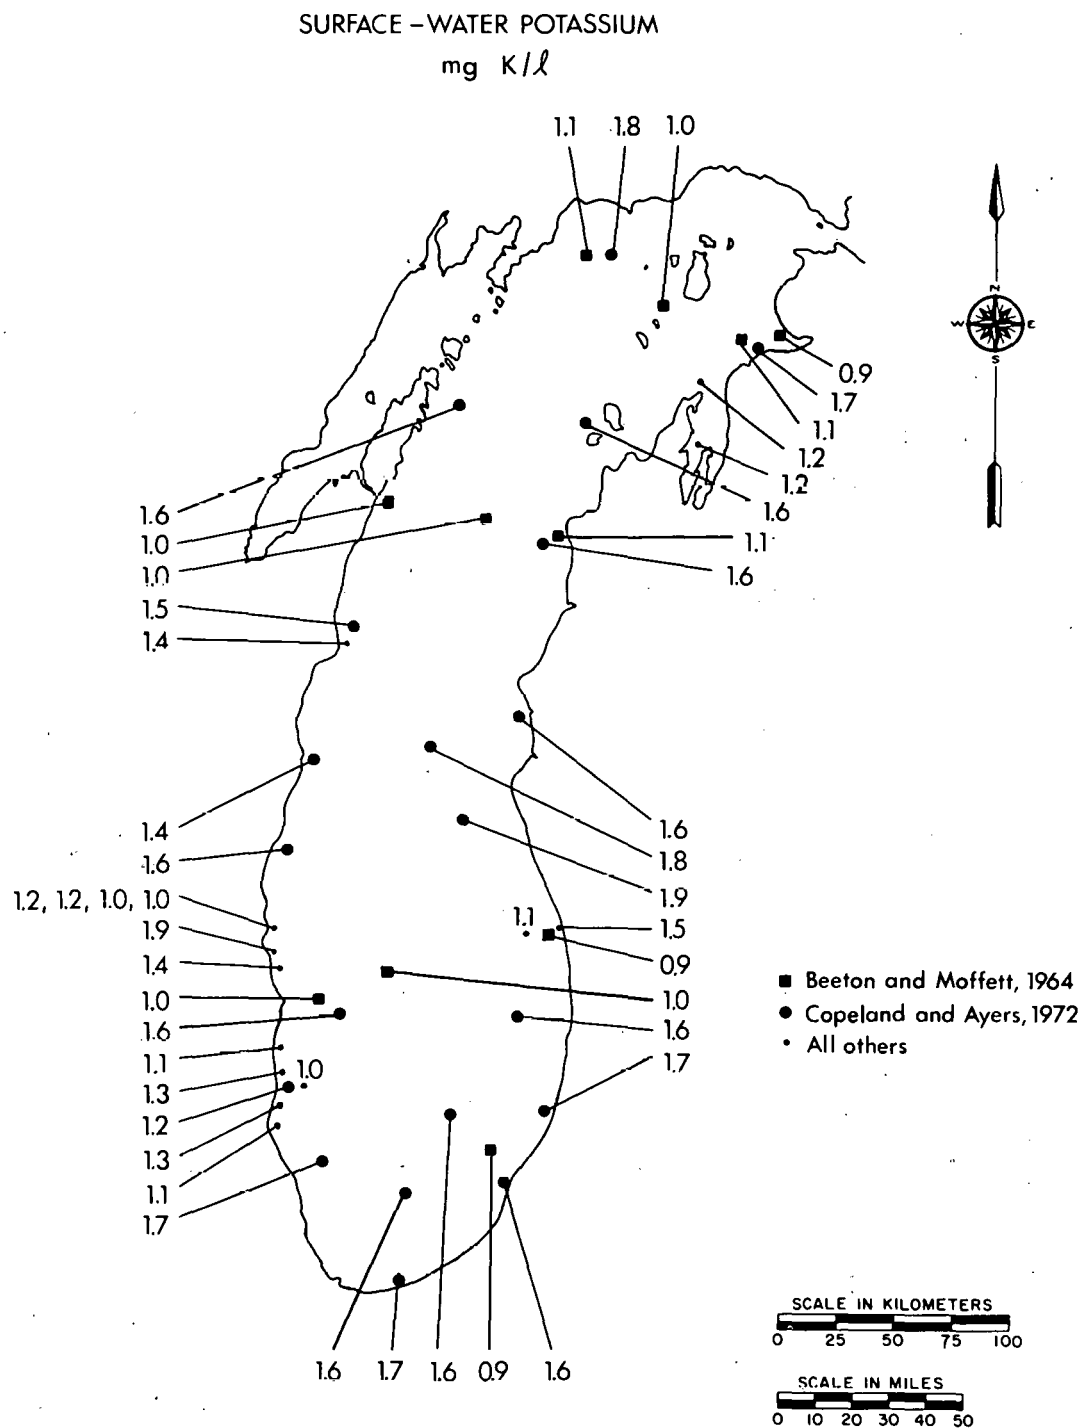 SURFACE – WATER POTASSIUM
mg K/l
1.1 1.8 1.0
N
W E
S
0.9
1.7
1.1
1.2
1.2
1.6
1.1
1.6
1.6
1.0
1.0
1.5
1.4
1.4
1.6
1.2, 1.2, 1.0, 1.0
1.9
1.4
1.0
1.6
1.1
1.3
1.0
1.2
1.3
1.1
1.7
1.6
1.8
1.9
1.1
1.5
0.9
1.0
1.6
1.7
1.6 1.7 1.6 0.9 1.6
Beeton and Moffett, 1964
Copeland and Ayers, 1972
All others
SCALE IN KILOMETERS
0 25 50 75 100
SCALE IN MILES
0 10 20 30 40 50